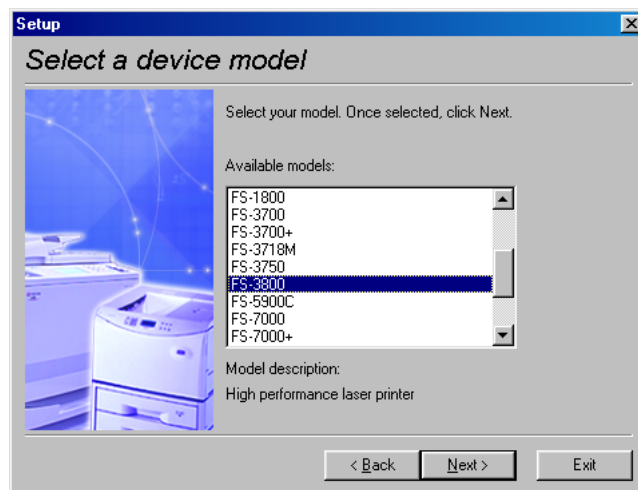 Setup
Select a device model
Select your model. Once selected, click Next.
Available models:
FS-1800
FS-3700
FS-3700+
FS-3718M
FS-3750
FS-3800
FS-5900C
FS-7000
FS-7000+
Model description:
High performance laser printer
< Back Next > Exit